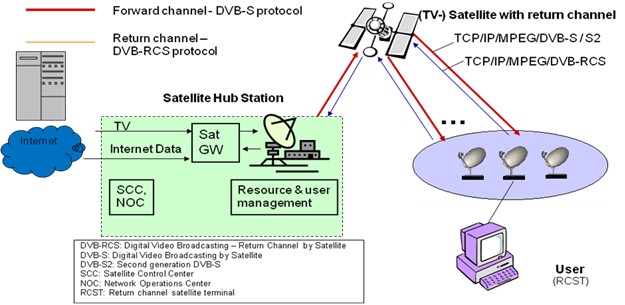 Forward channel - DVB-S protocol
Return channel –
DVB-RCS protocol
(TV-) Satellite with return channel
TCP/IP/MPEG/DVB-S / S2
TCP/IP/MPEG/DVB-RCS
Satellite Hub Station
TV
Internet
Internet Data
Sat
GW
...
SCC,
NOC
Resource & user
management
User
(RCST)
DVB-RCS: Digital Video Broadcasting – Return Channel by Satellite
DVB-S: Digital Video Broadcasting by Satellite
DVB-S2: Second generation DVB-S
SCC: Satellite Control Center
NOC: Network Operations Center
RCST: Return channel satellite terminal